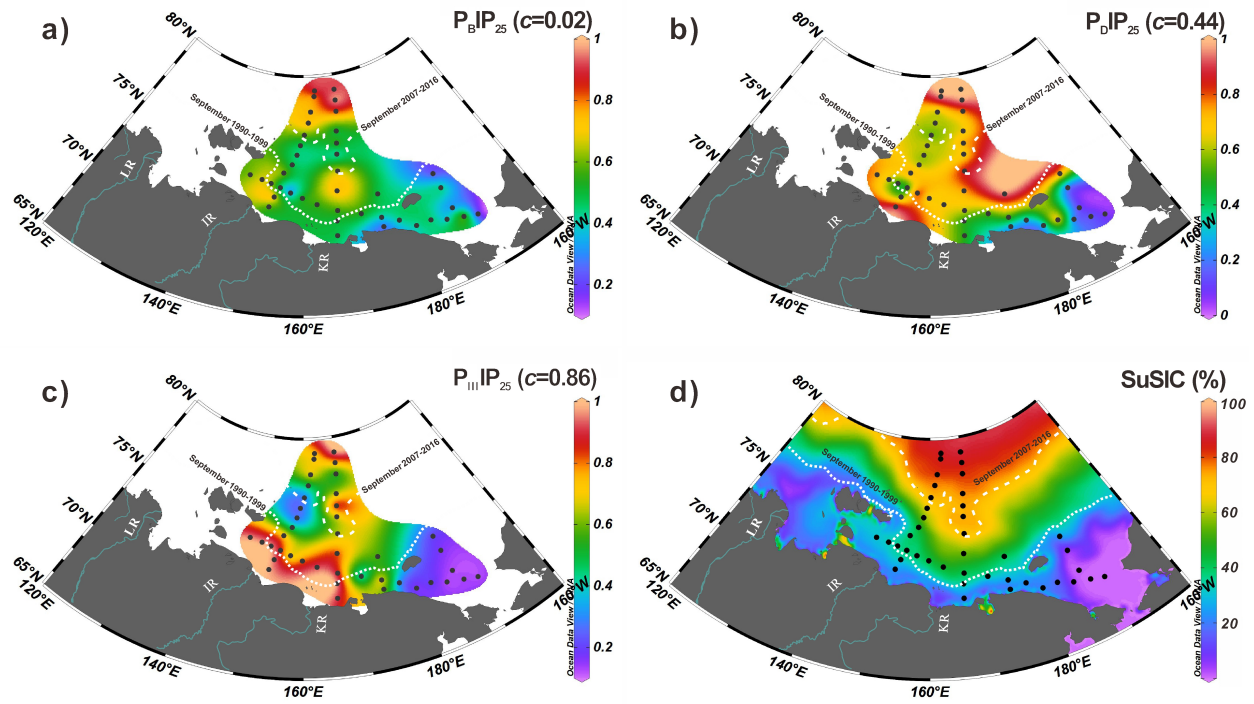 a)
P_BIP_25 (c=0.02)
80°N
75°N
70°N
65°N
120°E
140°E
160°E
180°E
160°W
September 1990-1999
September 2007-2016
LR
IR
KR
1
0.8
0.6
0.4
0.2
b)
P_DIP_25 (c=0.44)
80°N
75°N
70°N
65°N
120°E
140°E
160°E
180°E
160°W
September 1990-1999
September 2007-2016
LR
IR
KR
1
0.8
0.6
0.4
0.2
0
c)
P_IIIIP_25 (c=0.86)
80°N
75°N
70°N
65°N
120°E
140°E
160°E
180°E
160°W
September 1990-1999
September 2007-2016
LR
IR
KR
1
0.8
0.6
0.4
0.2
d)
SuSIC (%)
80°N
75°N
70°N
65°N
120°E
140°E
160°E
180°E
160°W
September 1990-1999
September 2007-2016
LR
IR
KR
100
80
60
40
20
Ocean Data View
Ocean Data View
Ocean Data View
Ocean Data View